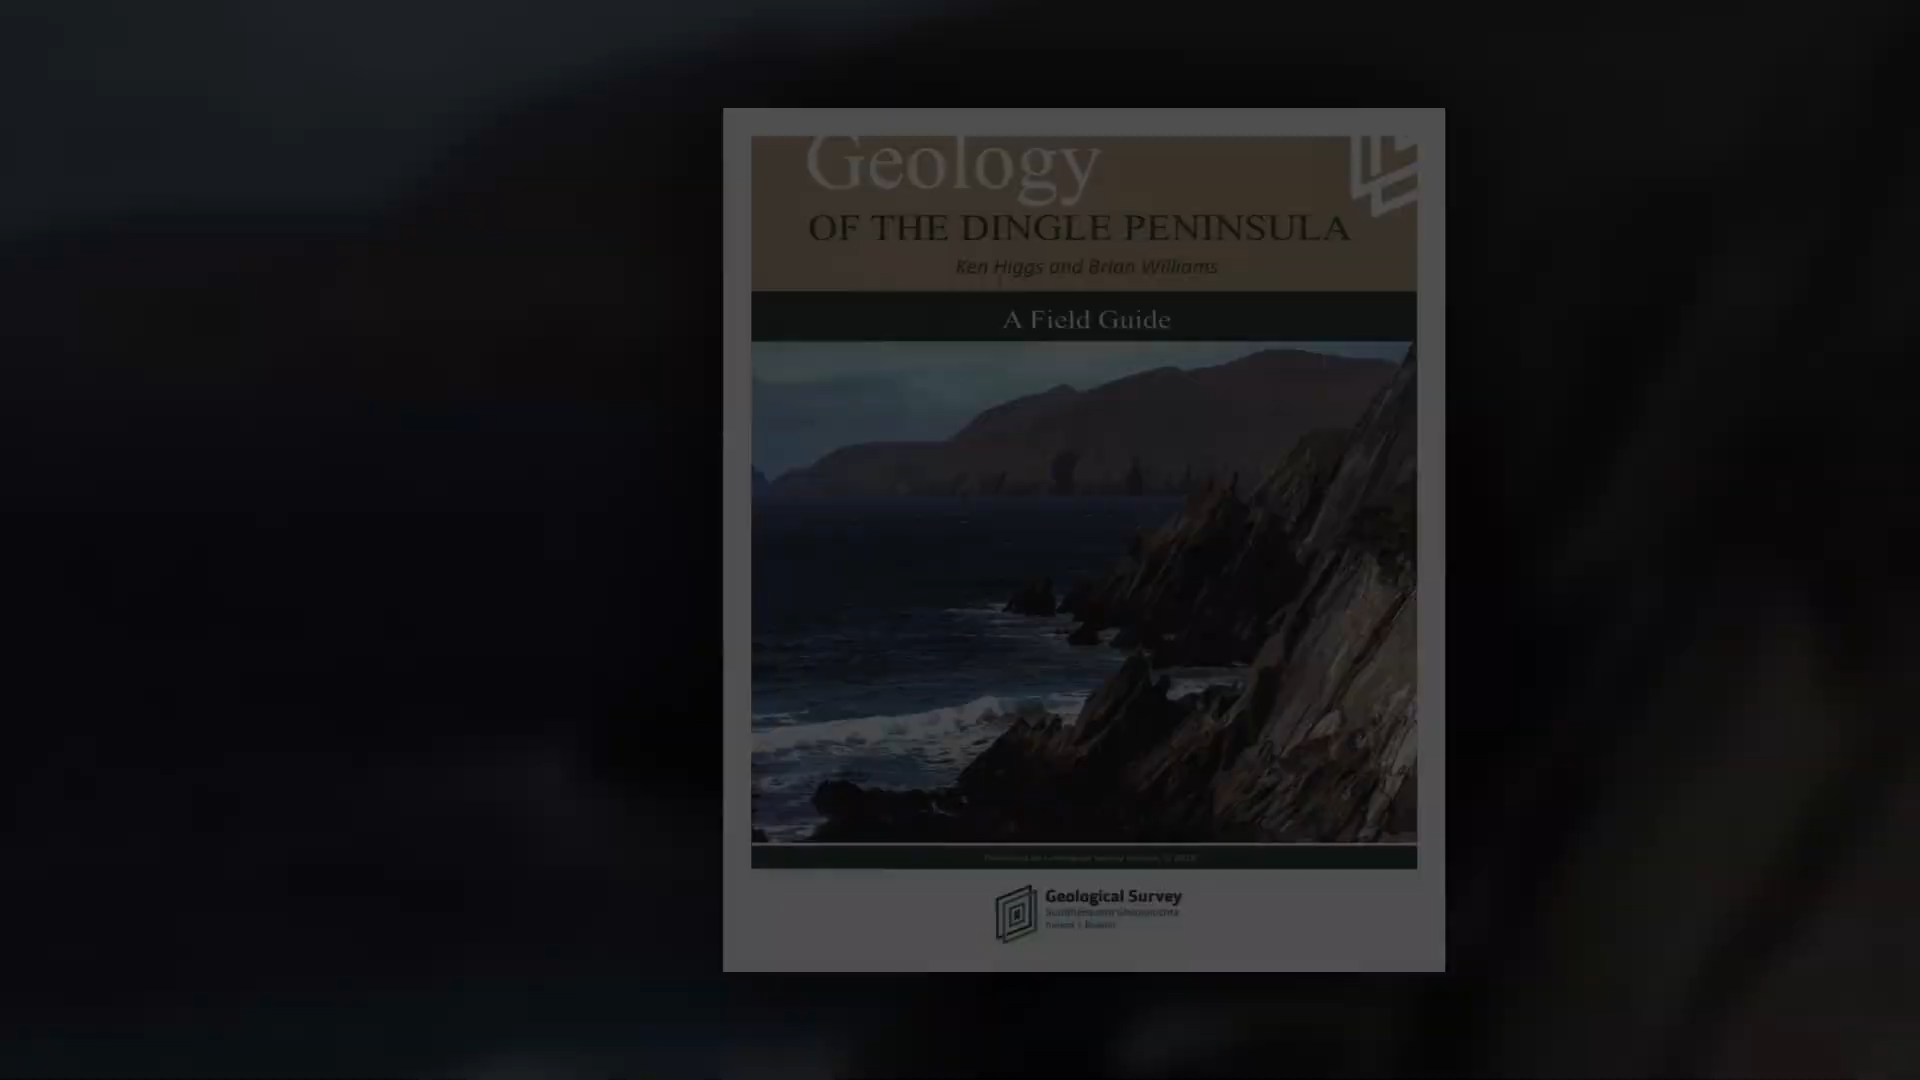 Geology
OF THE DINGLE PENINSULA
Ken Higgs and Brian Williams
A Field Guide
Geological Survey